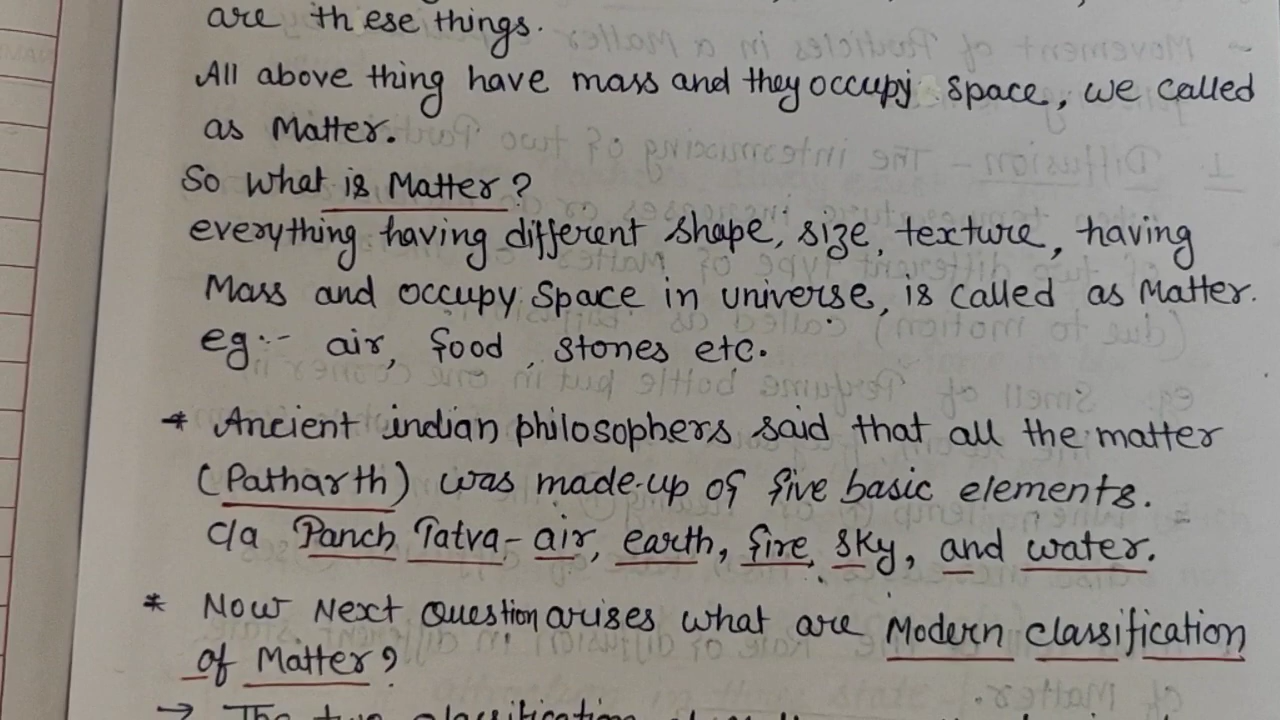 are these things.
All above thing have mass and they occupy space, we called
as Matter.
So what is Matter?
everything having different shape, size, texture, having
Mass and occupy space in universe, is called as Matter.
eg:- air, food, stones etc.
* Ancient indian philosophers said that all the matter
(Patharth) was made-up of five basic elements.
c/a Panch Tatva - air, earth, fire, sky, and water.
* Now Next Question arises what are Modern classification
of Matter?
→ The two classification